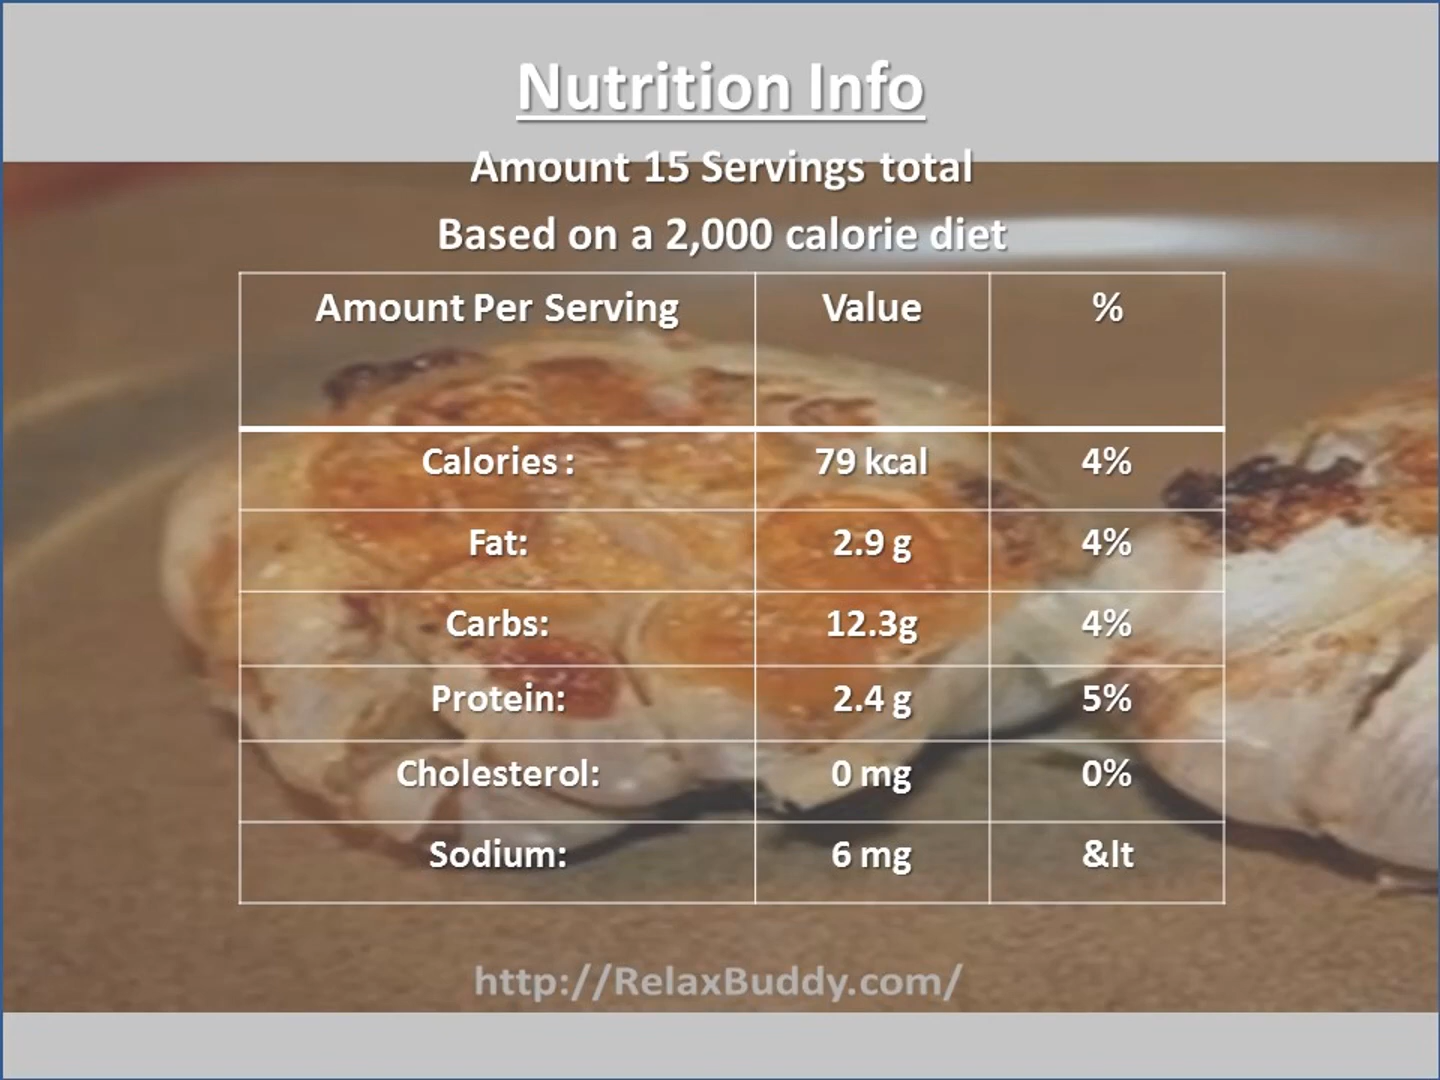 Nutrition Info
Amount 15 Servings total
Based on a 2,000 calorie diet
Amount Per Serving Value %
Calories : 79 kcal 4%
Fat: 2.9 g 4%
Carbs: 12.3g 4%
Protein: 2.4 g 5%
Cholesterol: 0 mg 0%
Sodium: 6 mg &lt
http://RelaxBuddy.com/